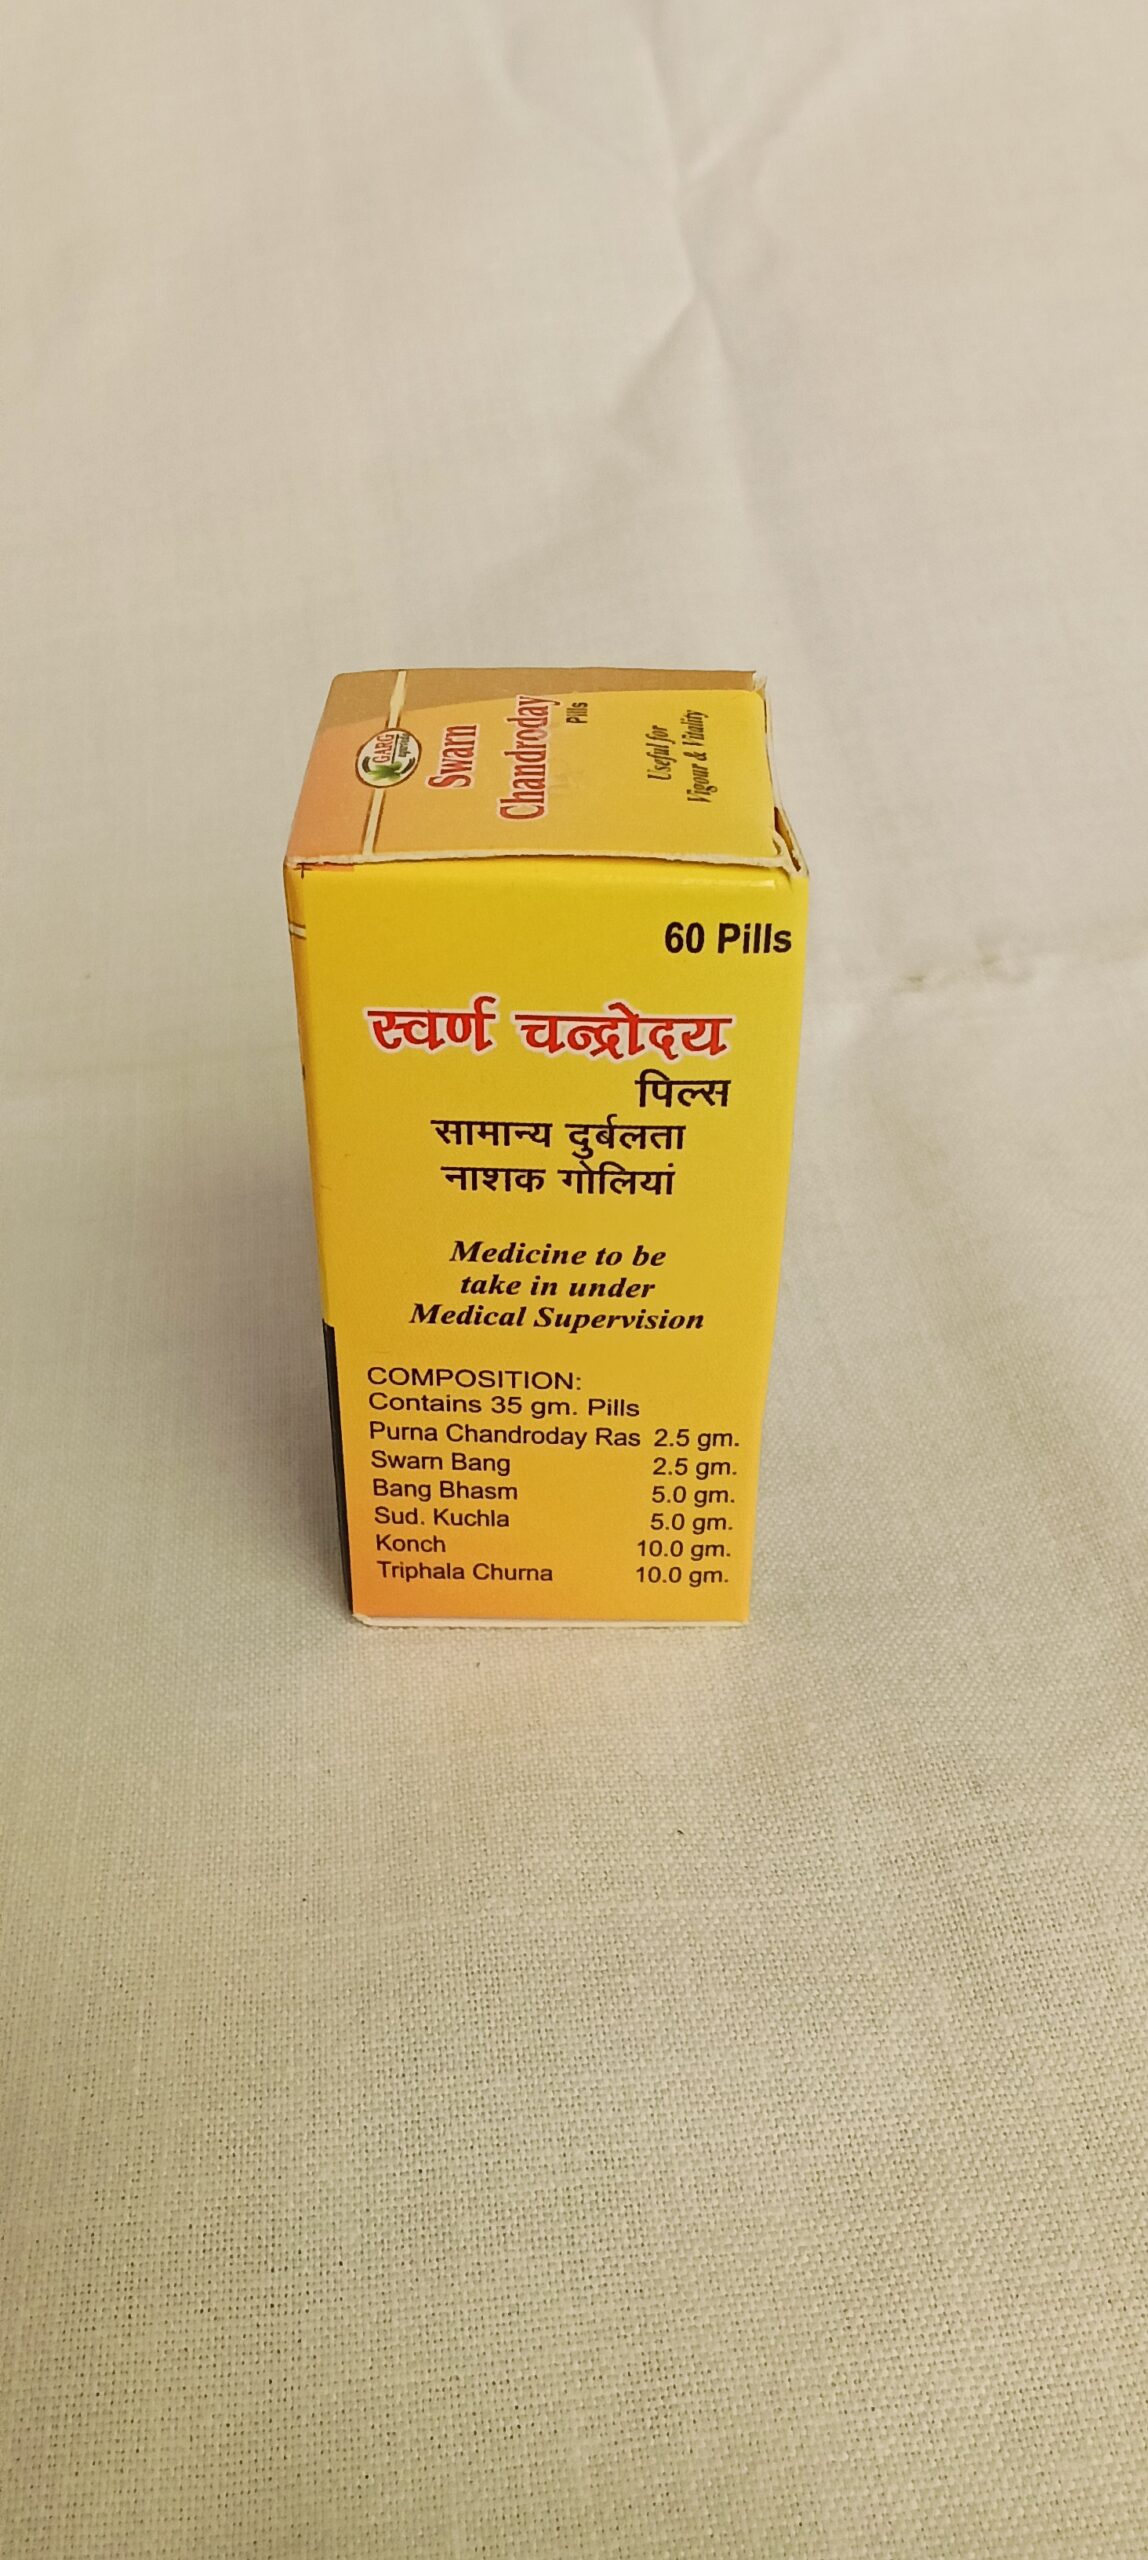 GARG
ayurveda
Swarn
Chandroday
Pills
Useful for
Vigour & Vitality
60 Pills
स्वर्ण चन्द्रोदय
पिल्स
सामान्य दुर्बलता
नाशक गोलियां
Medicine to be
take in under
Medical Supervision
COMPOSITION:
Contains 35 gm. Pills
Purna Chandroday Ras 2.5 gm.
Swarn Bang 2.5 gm.
Bang Bhasm 5.0 gm.
Sud. Kuchla 5.0 gm.
Konch 10.0 gm.
Triphala Churna 10.0 gm.